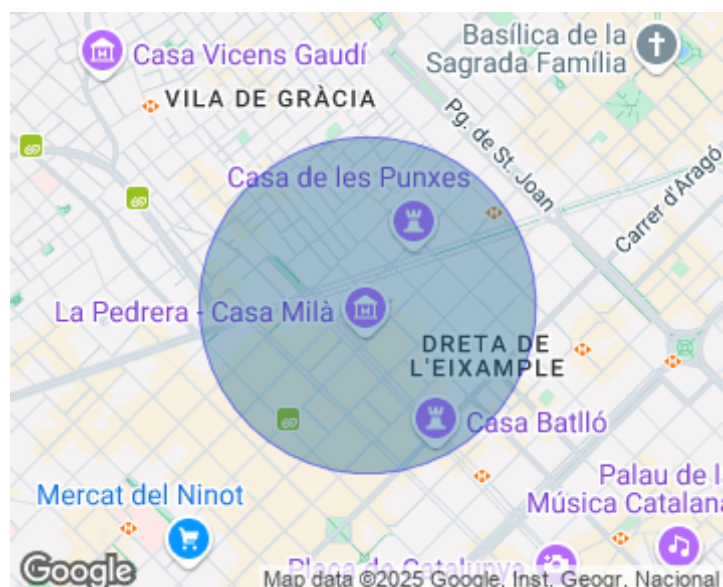 Casa Vicens Gaudí
Basílica de la
Sagrada Família
VILA DE GRÀCIA
Pg. de St. Joan
Carrer d'Aragó
Casa de les Punxes
La Pedrera - Casa Milà
DRETA DE
L'EIXAMPLE
Casa Batlló
Mercat del Ninot
Palau de l
Música Catalana
Plaça de Catalunya
Google
Map data ©2025 Google, Inst. Geogr. Nacional